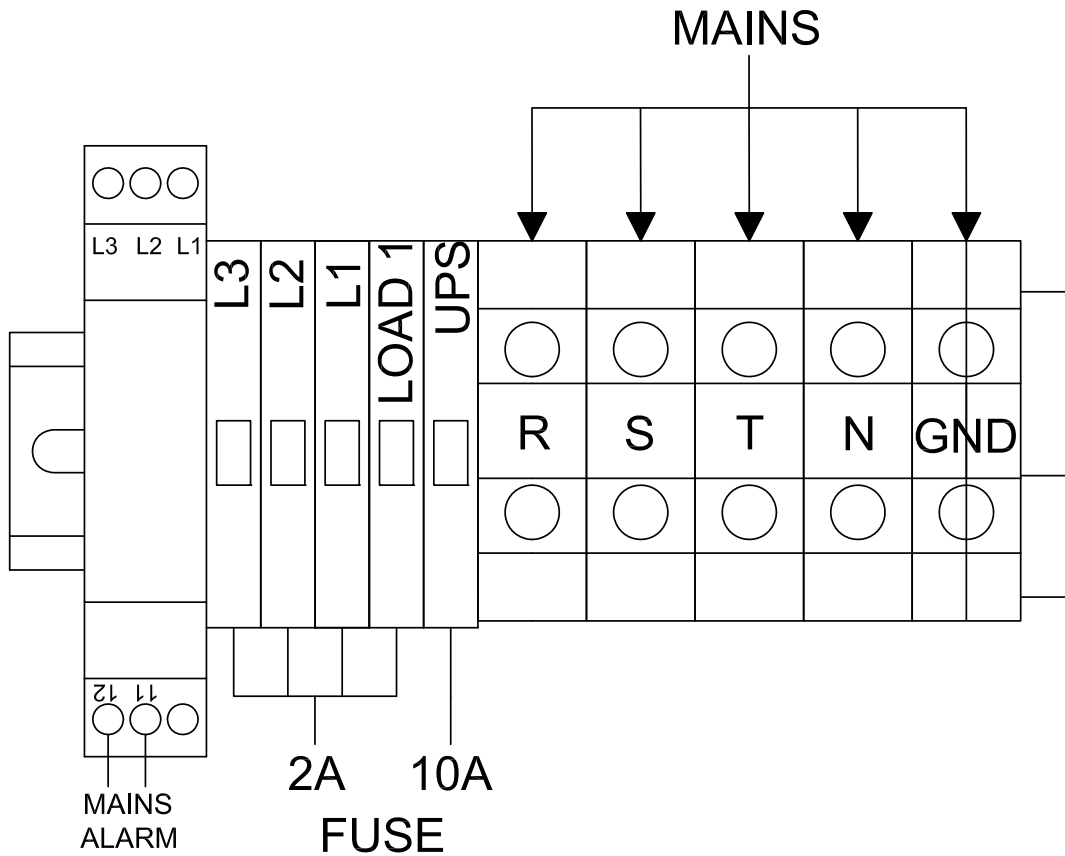 MAINS
L3 L2 L1
L3
L2
L1
LOAD 1
UPS
R S T N GND
12 11
2A 10A
MAINS
ALARM
FUSE